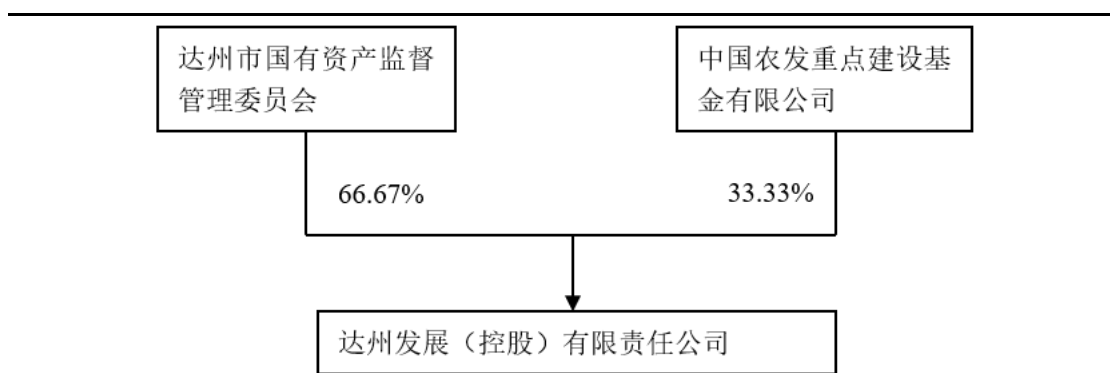 达州市国有资产监督
管理委员会
中国农发重点建设基
金有限公司
66.67%
33.33%
达州发展（控股）有限责任公司